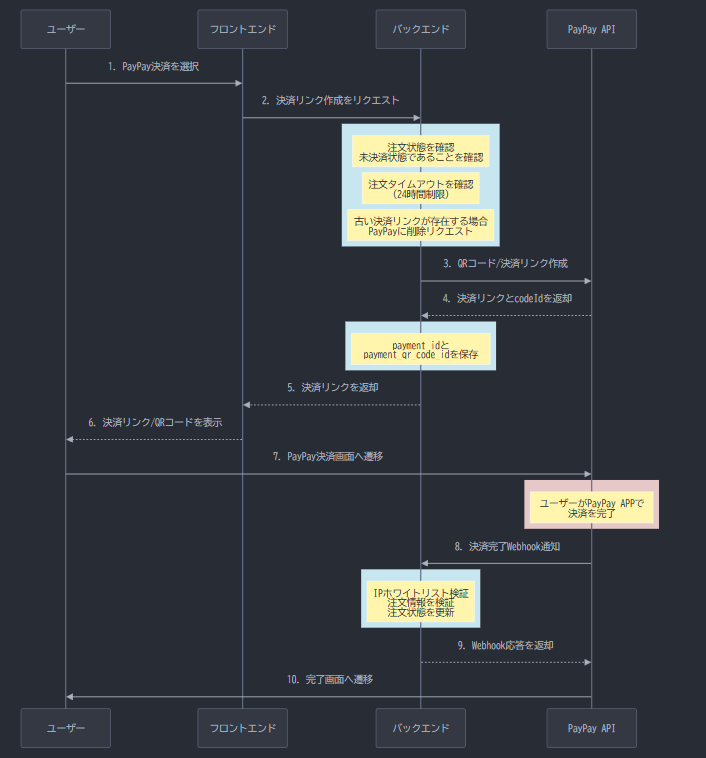 ユーザー
フロントエンド
バックエンド
PayPay API
1. PayPay決済を選択
2. 決済リンク作成をリクエスト
注文状態を確認
未決済状態であることを確認
注文タイムアウトを確認
(24時間制限)
古い決済リンクが存在する場合
PayPayに削除リクエスト
3. QRコード/決済リンク作成
4. 決済リンクとcodeIdを返却
payment_idと
payment_qr_code_idを保存
5. 決済リンクを返却
6. 決済リンク/QRコードを表示
7. PayPay決済画面へ遷移
ユーザーがPayPay APPで
決済を完了
8. 決済完了Webhook通知
IPホワイトリスト検証
注文情報を検証
注文状態を更新
9. Webhook応答を返却
10. 完了画面へ遷移
ユーザー
フロントエンド
バックエンド
PayPay API